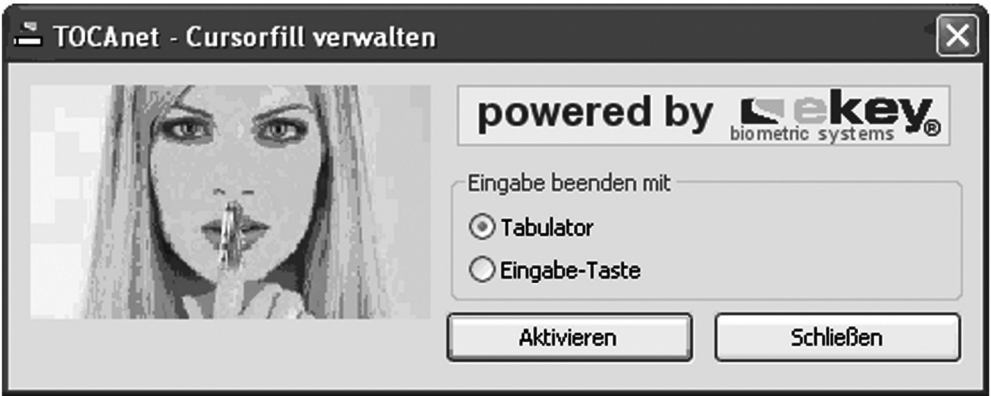 TOCAnet - Cursorfill verwalten
powered by ekey®
biometric systems
Eingabe beenden mit
Tabulator
Eingabe-Taste
Aktivieren
Schließen